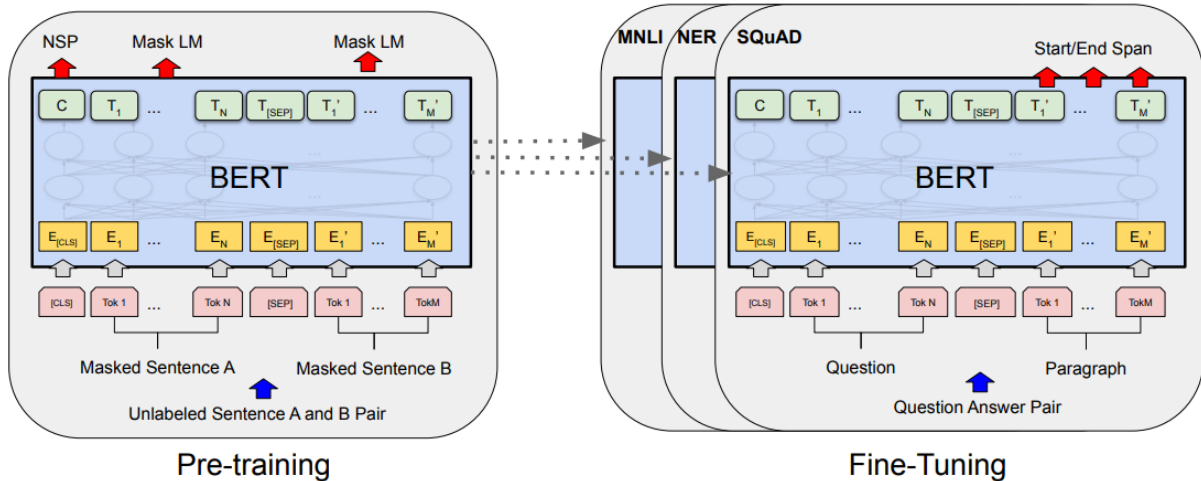 NSP Mask LM Mask LM
C T1 ... TN T[SEP] T1' ... TM'
...
BERT
...
E[CLS] E1 ... EN E[SEP] E1' ... EM'
[CLS] Tok 1 ... Tok N [SEP] Tok 1 ... TokM
Masked Sentence A Masked Sentence B
Unlabeled Sentence A and B Pair
Pre-training
MNLI NER SQuAD
Start/End Span
C T1 ... TN T[SEP] T1' ... TM'
...
BERT
...
E[CLS] E1 ... EN E[SEP] E1' ... EM'
[CLS] Tok 1 ... Tok N [SEP] Tok 1 ... TokM
Question Paragraph
Question Answer Pair
Fine-Tuning